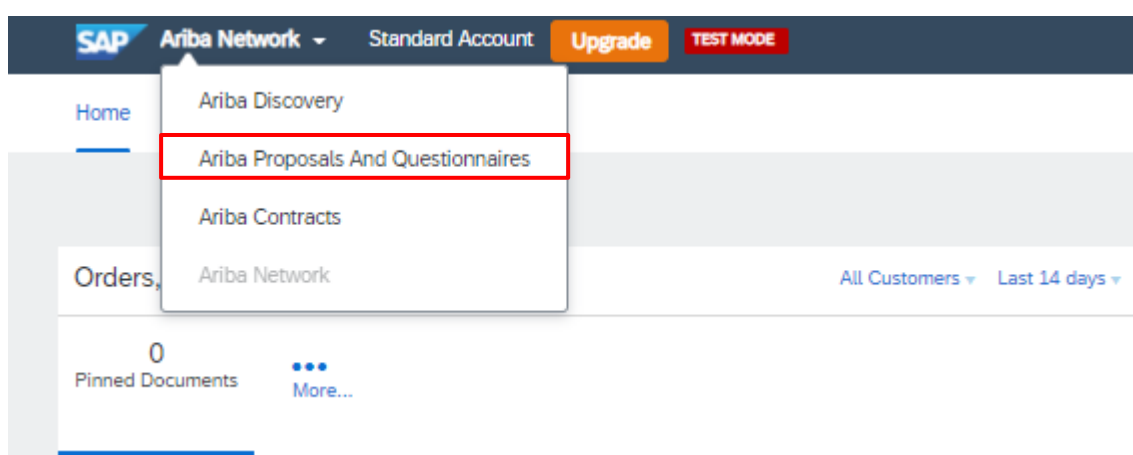 SAP Ariba Network Standard Account Upgrade TEST MODE
Home
Ariba Discovery
Ariba Proposals And Questionnaires
Ariba Contracts
Ariba Network
Orders,
All Customers Last 14 days
0
Pinned Documents
More...